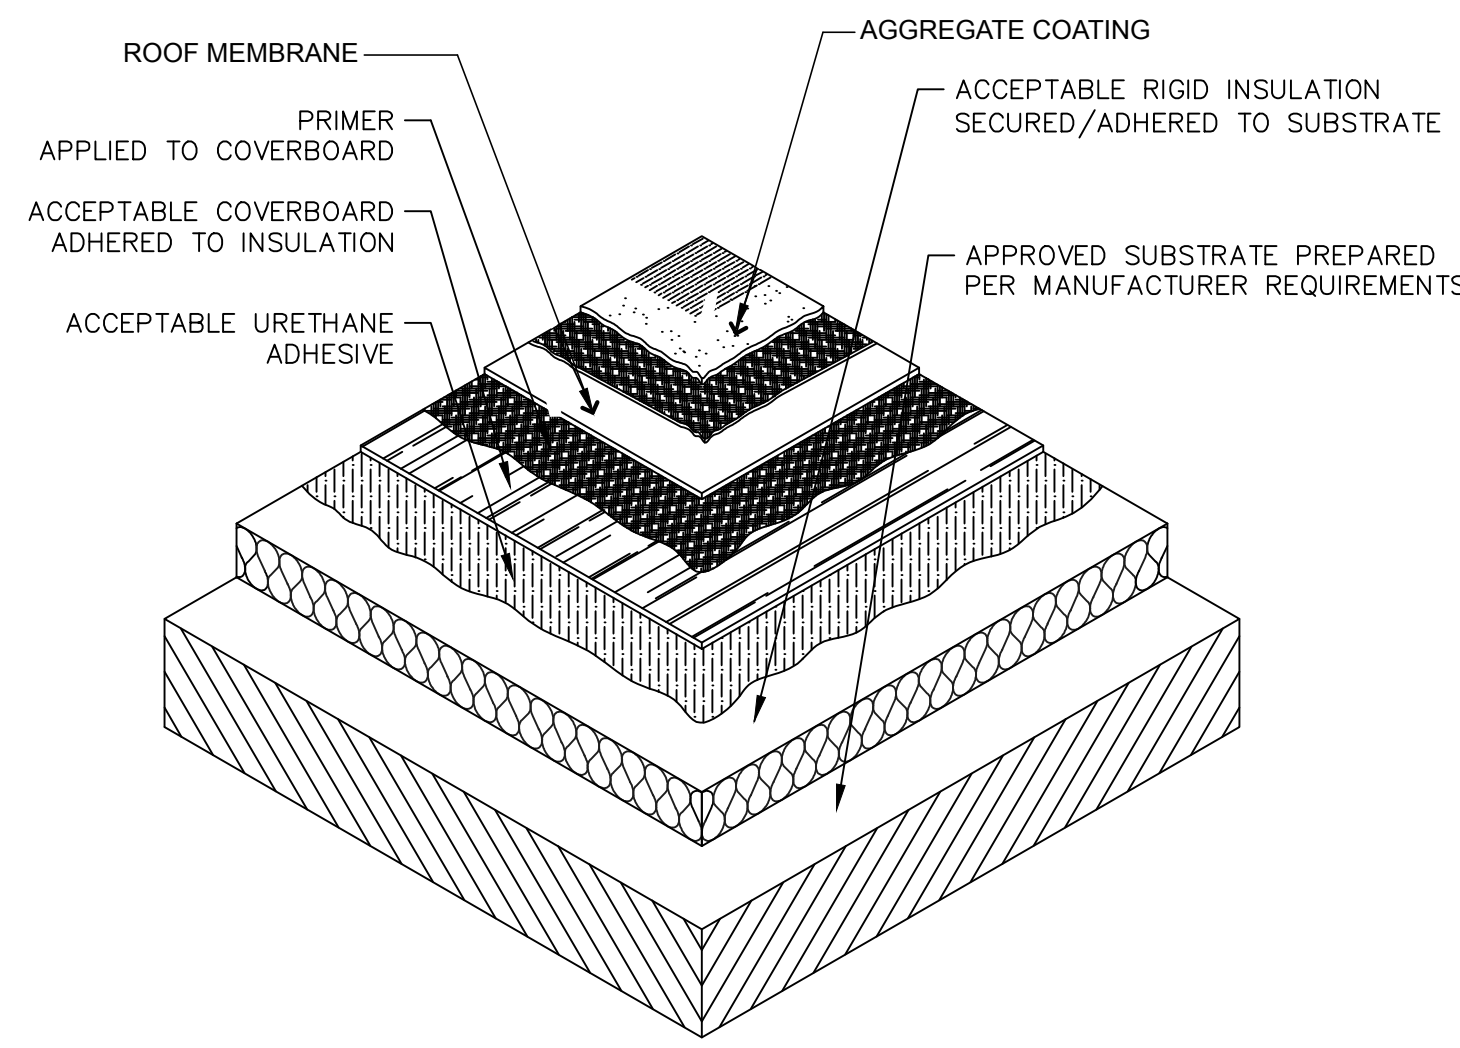 ROOF MEMBRANE
PRIMER
APPLIED TO COVERBOARD
ACCEPTABLE COVERBOARD
ADHERED TO INSULATION
ACCEPTABLE URETHANE
ADHESIVE
AGGREGATE COATING
ACCEPTABLE RIGID INSULATION
SECURED/ADHERED TO SUBSTRATE
APPROVED SUBSTRATE PREPARED
PER MANUFACTURER REQUIREMENTS